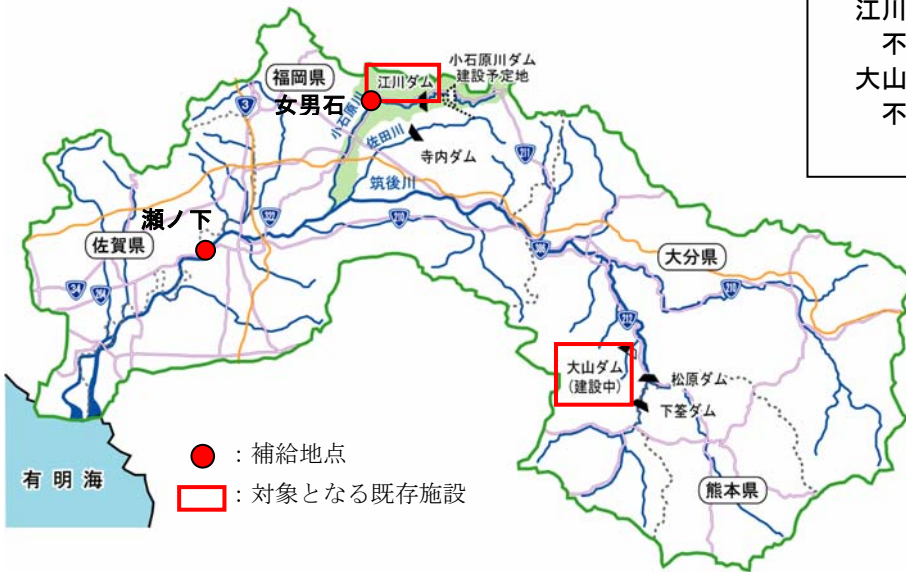 江川
不
大山
不
小石原川ダム
建設予定地
福岡県
江川ダム
女男石
3
小石原川
佐田川
寺内ダム
211
筑後川
瀬ノ下
佐賀県
210
大分県
34
264
210
212
大山ダム
(建設中)
松原ダム
下筌ダム
有明海
熊本県
:補給地点
:対象となる既存施設